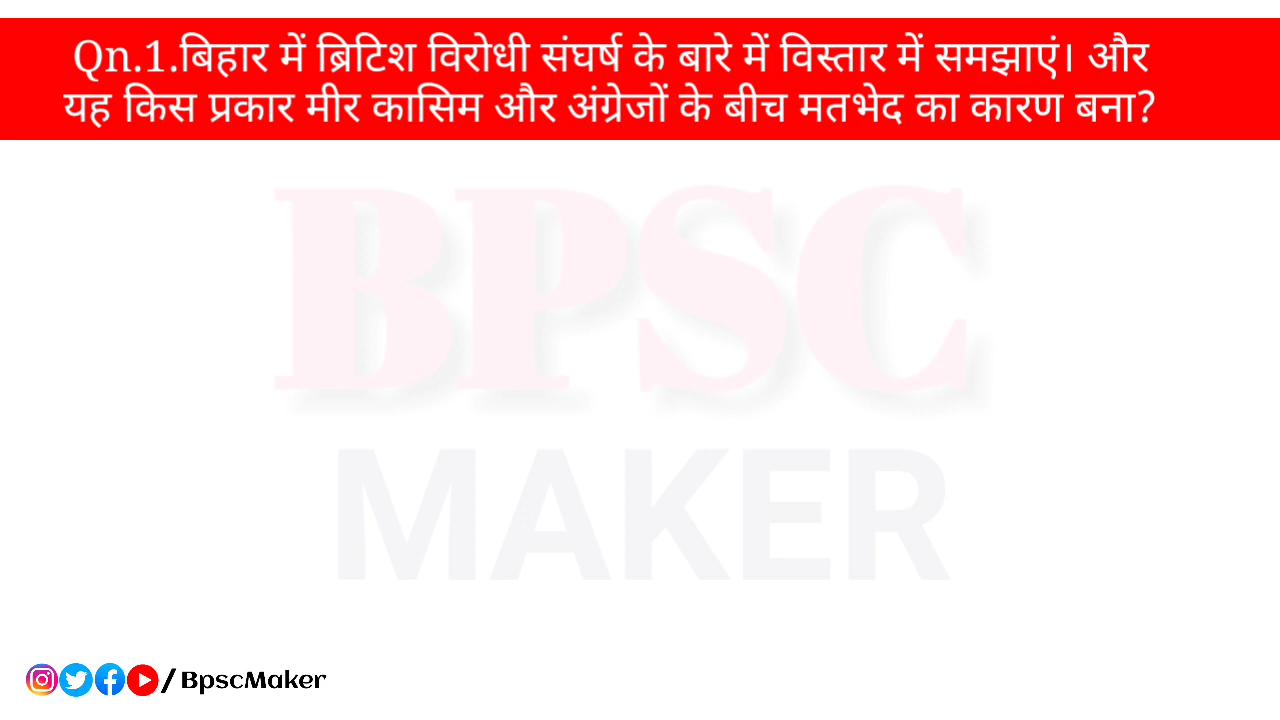 Qn.1.बिहार में ब्रिटिश विरोधी संघर्ष के बारे में विस्तार में समझाएं। और
यह किस प्रकार मीर कासिम और अंग्रेजों के बीच मतभेद का कारण बना?
BPSC
MAKER
/BpscMaker